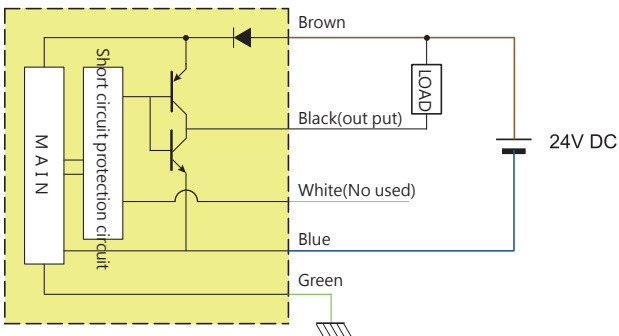 Brown
Short circuit protection circuit
LOAD
MAIN
Black(out put)
24V DC
White(No used)
Blue
Green